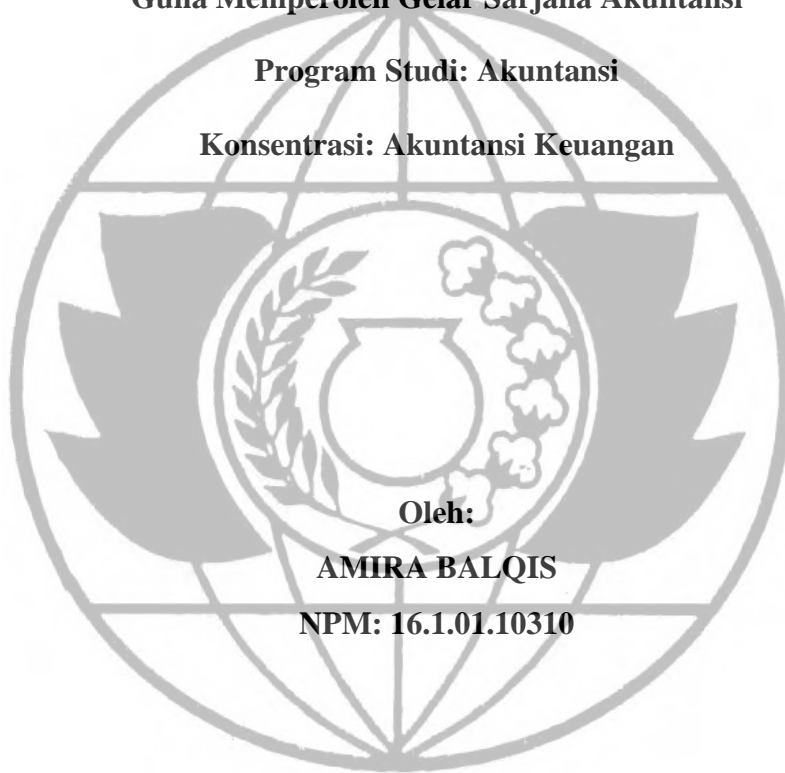 Guna Memperoleh Gelar Sarjana Akuntansi
Program Studi: Akuntansi
Konsentrasi: Akuntansi Keuangan
Oleh:
AMIRA BALQIS
NPM: 16.1.01.10310